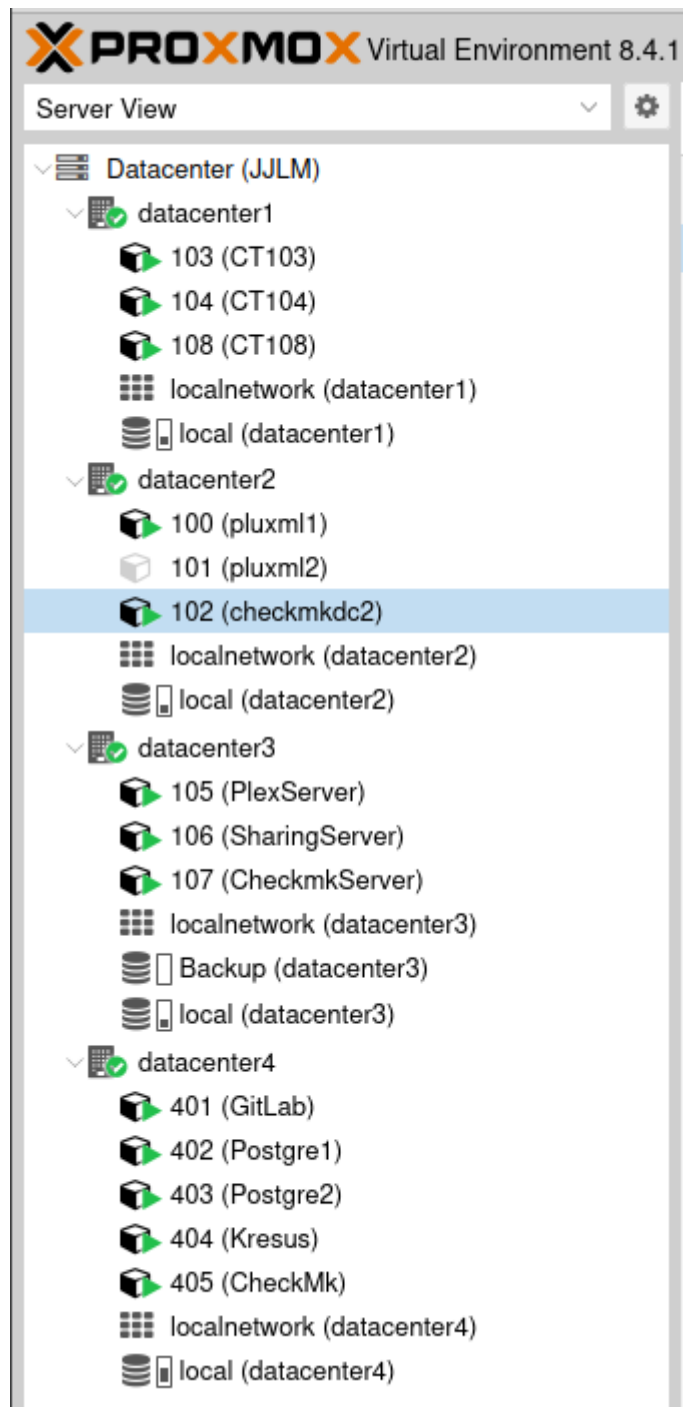 PROXMOX Virtual Environment 8.4.1
Server View
Datacenter (JJLM)
datacenter1
103 (CT103)
104 (CT104)
108 (CT108)
localnetwork (datacenter1)
local (datacenter1)
datacenter2
100 (pluxml1)
101 (pluxml2)
102 (checkmkdc2)
localnetwork (datacenter2)
local (datacenter2)
datacenter3
105 (PlexServer)
106 (SharingServer)
107 (CheckmkServer)
localnetwork (datacenter3)
Backup (datacenter3)
local (datacenter3)
datacenter4
401 (GitLab)
402 (Postgre1)
403 (Postgre2)
404 (Kresus)
405 (CheckMk)
localnetwork (datacenter4)
local (datacenter4)